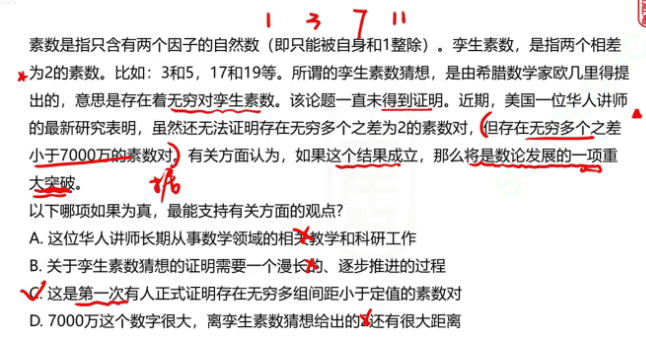 1 3 7 11
素数是指只含有两个因子的自然数（即只能被自身和1整除）。孪生素数，是指两个相差
为2的素数。比如：3和5，17和19等。所谓的孪生素数猜想，是由希腊数学家欧几里得提
出的，意思是存在着无穷对孪生素数。该论题一直未得到证明。近期，美国一位华人讲师
的最新研究表明，虽然还无法证明存在无穷多个之差为2的素数对，但存在无穷多个之差
小于7000万的素数对。有关方面认为，如果这个结果成立，那么将是数论发展的一项重
大突破。
以下哪项如果为真，最能支持有关方面的观点？
A. 这位华人讲师长期从事数学领域的相关教学和科研工作
B. 关于孪生素数猜想的证明需要一个漫长的、逐步推进的过程
C. 这是第一次有人正式证明存在无穷多组间距小于定值的素数对
D. 7000万这个数字很大，离孪生素数猜想给出的2还有很大距离